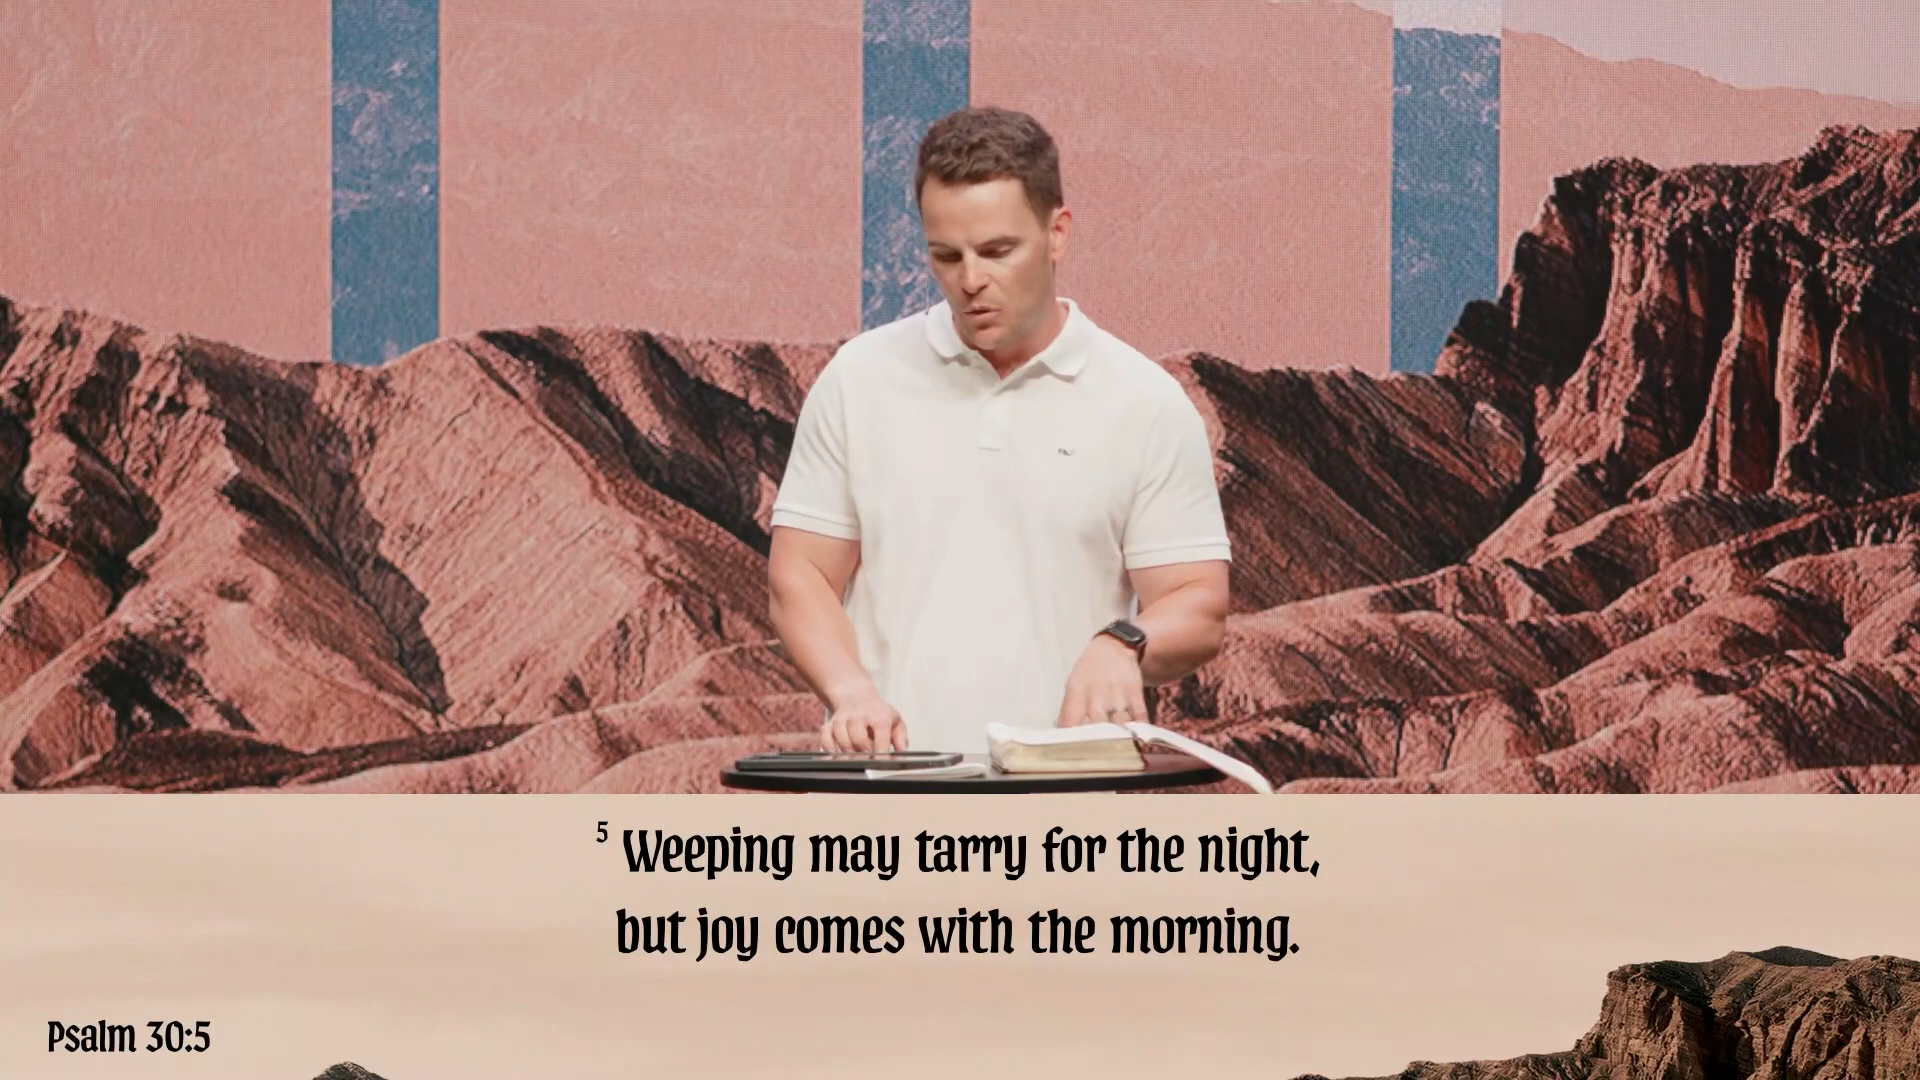 5 Weeping may tarry for the night,
but joy comes with the morning.
Psalm 30:5